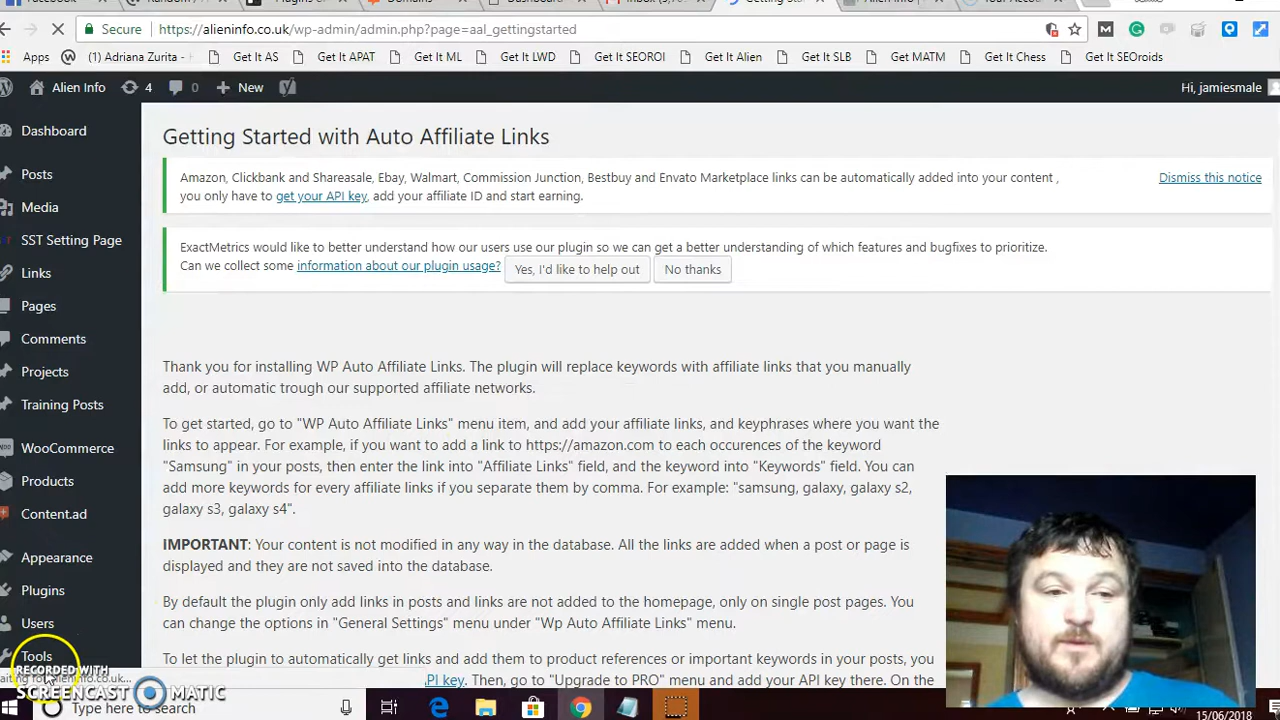 Facebook
Domains
Secure https://alieninfo.co.uk/wp-admin/admin.php?page=aal_gettingstarted
Apps (1) Adriana Zurita - Get It AS Get It APAT Get It ML Get It LWD Get It SEOROI Get It Alien Get It SLB Get MATM Get It Chess Get It SEOroids
Alien Info 4 0 New Hi, jamiesmale
Dashboard
Posts
Media
SST Setting Page
Links
Pages
Comments
Projects
Training Posts
WooCommerce
Products
Content.ad
Appearance
Plugins
Users
Tools
Getting Started with Auto Affiliate Links
Amazon, Clickbank and Shareasale, Ebay, Walmart, Commission Junction, Bestbuy and Envato Marketplace links can be automatically added into your content ,
you only have to get your API key, add your affiliate ID and start earning.
Dismiss this notice
ExactMetrics would like to better understand how our users use our plugin so we can get a better understanding of which features and bugfixes to prioritize.
Can we collect some information about our plugin usage? Yes, I'd like to help out No thanks
Thank you for installing WP Auto Affiliate Links. The plugin will replace keywords with affiliate links that you manually
add, or automatic trough our supported affiliate networks.
To get started, go to "WP Auto Affiliate Links" menu item, and add your affiliate links, and keyphrases where you want the
links to appear. For example, if you want to add a link to https://amazon.com to each occurences of the keyword
"Samsung" in your posts, then enter the link into "Affiliate Links" field, and the keyword into "Keywords" field. You can
add more keywords for every affiliate links if you separate them by comma. For example: "samsung, galaxy, galaxy s2,
galaxy s3, galaxy s4".
IMPORTANT: Your content is not modified in any way in the database. All the links are added when a post or page is
displayed and they are not saved into the database.
By default the plugin only add links in posts and links are not added to the homepage, only on single post pages. You
can change the options in "General Settings" menu under "Wp Auto Affiliate Links" menu.
To let the plugin to automatically get links and add them to product references or important keywords in your posts, you
PI key. Then, go to "Upgrade to PRO" menu and add your API key there. On the
RECORDED WITH
SCREENCAST MATIC
Type here to search
15/06/2018